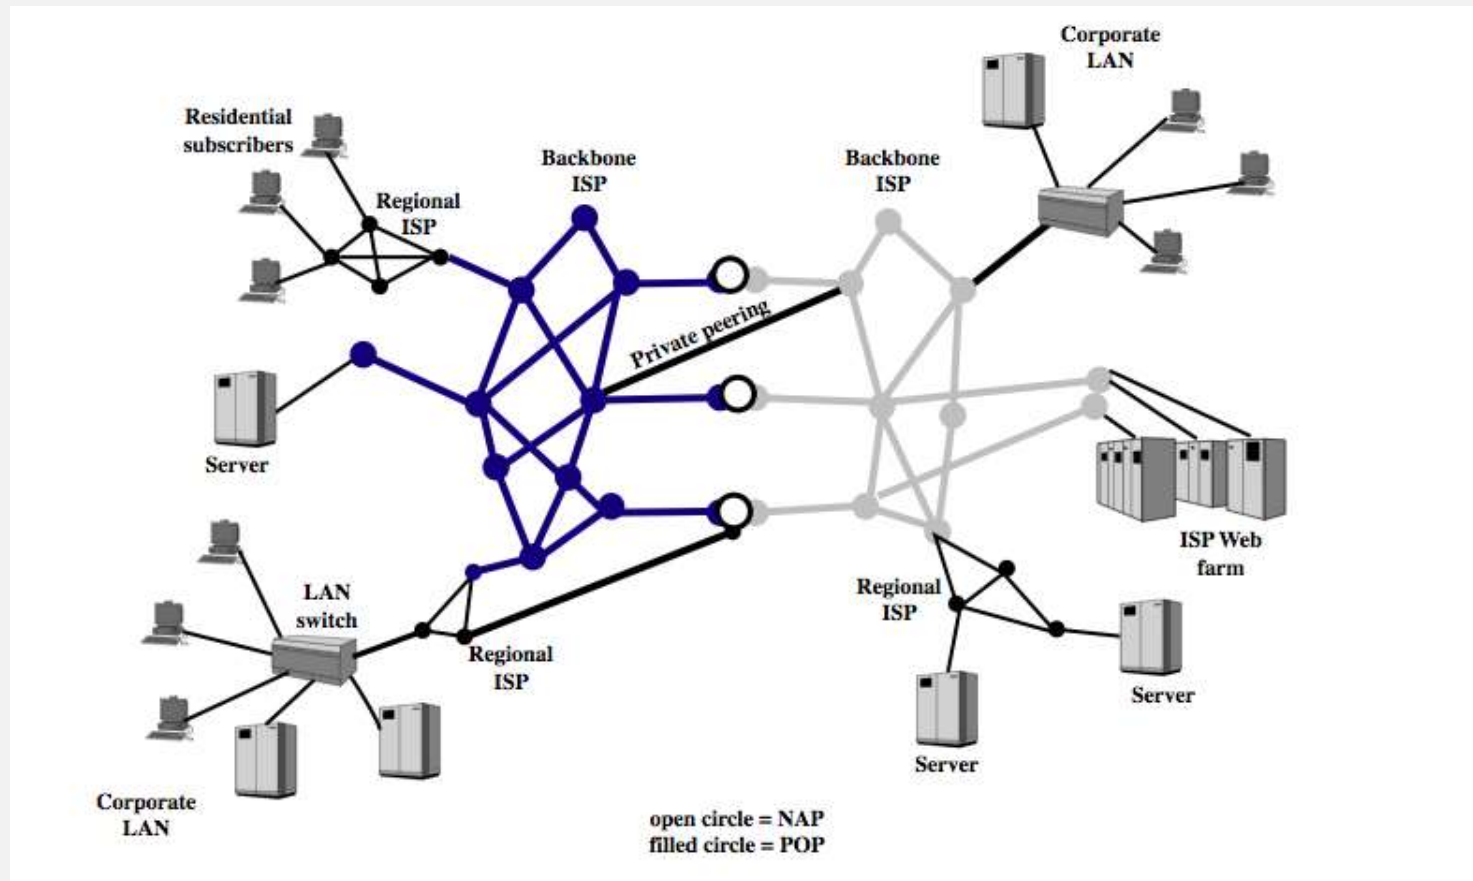 Corporate
LAN
Residential
subscribers
Backbone
ISP
Backbone
ISP
Regional
ISP
Private peering
Server
ISP Web
farm
LAN
switch
Regional
ISP
Regional
ISP
Server
Server
Corporate
LAN
open circle = NAP
filled circle = POP